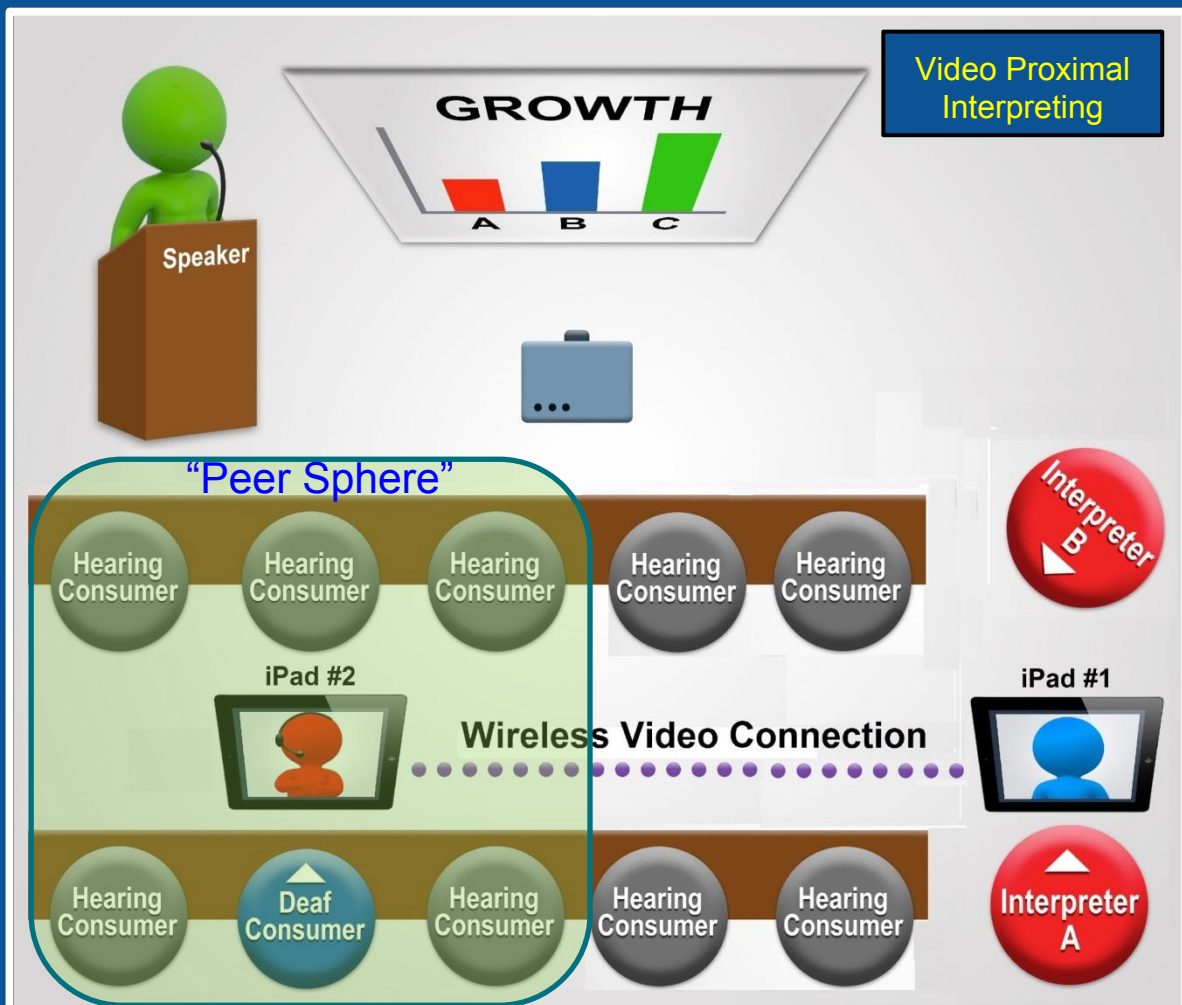 Video Proximal
Interpreting
GROWTH
A B C
Speaker
“Peer Sphere”
Hearing
Consumer
Hearing
Consumer
Hearing
Consumer
Hearing
Consumer
Hearing
Consumer
Interpreter
B
iPad #2
iPad #1
Wireless Video Connection
Hearing
Consumer
Deaf
Consumer
Hearing
Consumer
Hearing
Consumer
Hearing
Consumer
Interpreter
A